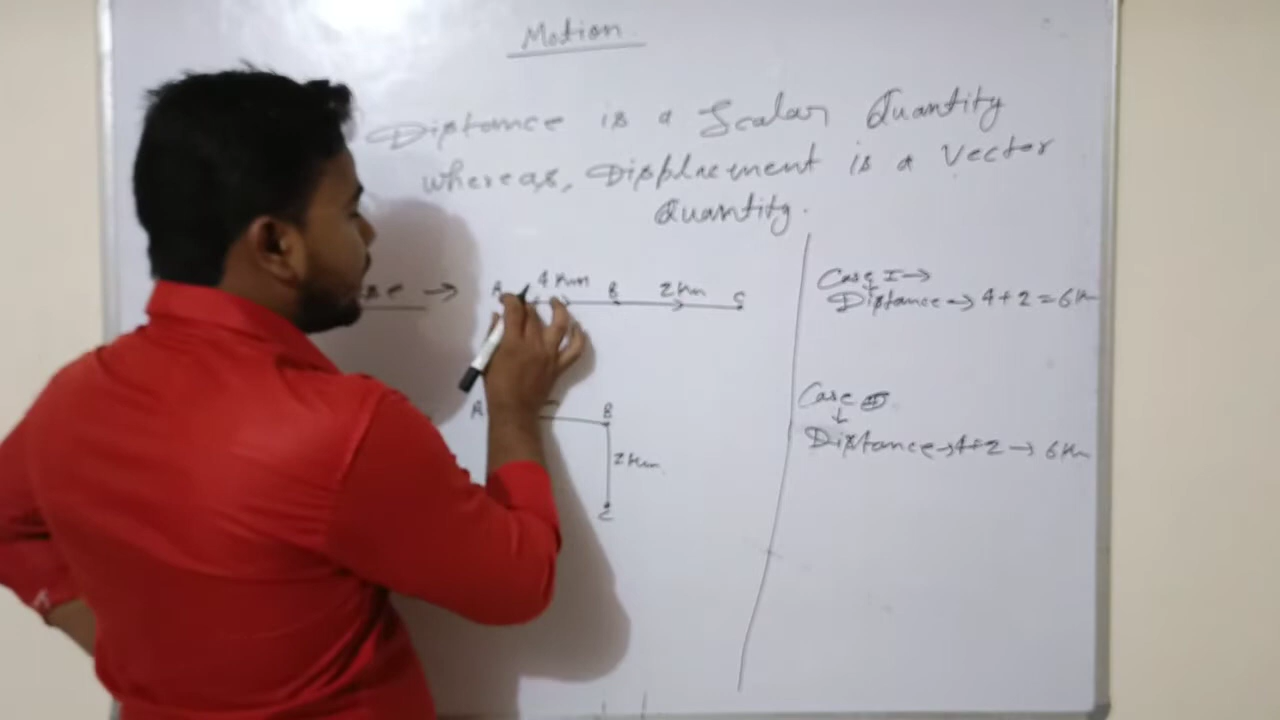 Motion
Distance is a Scalar Quantity
whereas, Displacement is a Vector
Quantity.
→ A 4 Km B 2 Km C
Case I →
↓
Distance → 4 + 2 = 6 Km
A B
2 Km
C
Case II
↓
Distance → 4+2 → 6 Km